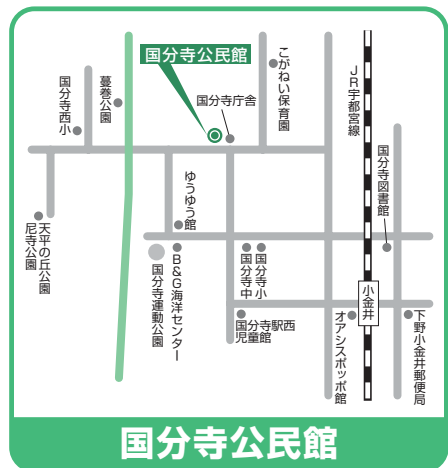 国分寺公民館
こがねい保育園
JR宇都宮線
蔓巻公園
国分寺西小
国分寺庁舎
国分寺図書館
ゆうゆう館
天平の丘公園
尼寺公園
B&G海洋センター
国分寺運動公園
国分寺小
国分寺中
小金井
国分寺駅西
児童館
オアシスポッポ館
下野小金井郵便局
国分寺公民館